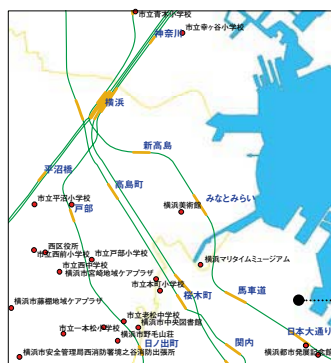 市立青木小学校
市立幸ヶ谷小学校
神奈川
横浜
新高島
平沼橋
高島町
市立平沼小学校
戸部
みなとみらい
横浜美術館
西区役所
市立西前小学校
市立戸部小学校
市立西中学校
横浜市宮崎地域ケアプラザ
横浜マリタイムミュージアム
市立本町小学校
桜木町
馬車道
横浜市藤棚地域ケアプラザ
市立老松中学校
市立一本松小学校
横浜市中央図書館
横浜市野毛山荘
日ノ出町
関内
日本大通り
横浜都市発展記
横浜市安全管理局西消防署境之谷消防出張所